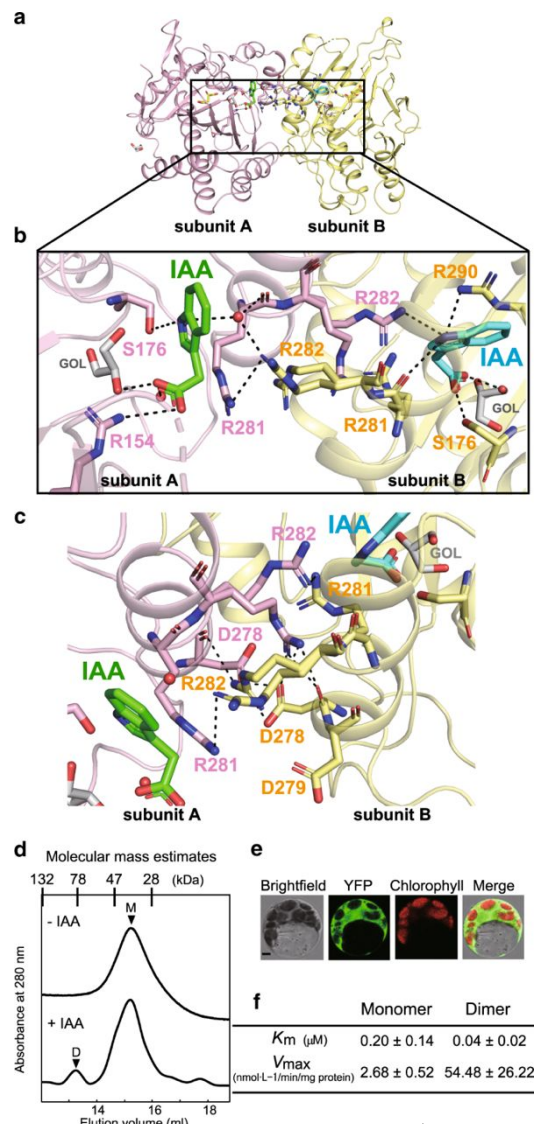 a
subunit A
subunit B
b
IAA
R290
R282
S176
R282
IAA
GOL
GOL
R281
R281
S176
R154
subunit A
subunit B
c
IAA
R282
GOL
R281
D278
IAA
R282
D278
R281
D279
subunit A
subunit B
d
Molecular mass estimates
132 78 47 28 (kDa)
M
- IAA
+ IAA
D
Absorbance at 280 nm
14 16 18
Elution volume (ml)
e
Brightfield YFP Chlorophyll Merge
f
Monomer Dimer
Km (μM) 0.20 ± 0.14 0.04 ± 0.02
Vmax 2.68 ± 0.52 54.48 ± 26.22
(nmol·L−1/min/mg protein)